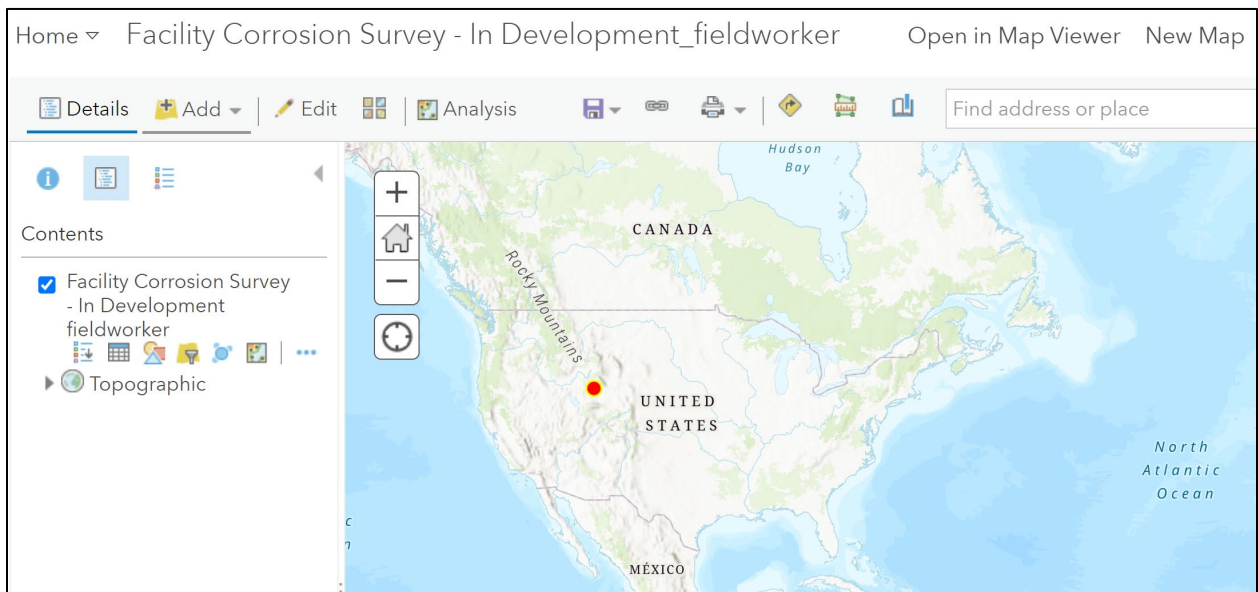 Home Facility Corrosion Survey - In Development_fieldworker Open in Map Viewer New Map
Details Add Edit Analysis Find address or place
Contents
Facility Corrosion Survey
- In Development
fieldworker
Topographic
Hudson
Bay
CANADA
Rocky Mountains
UNITED
STATES
North
Atlantic
Ocean
c
n
MÉXICO